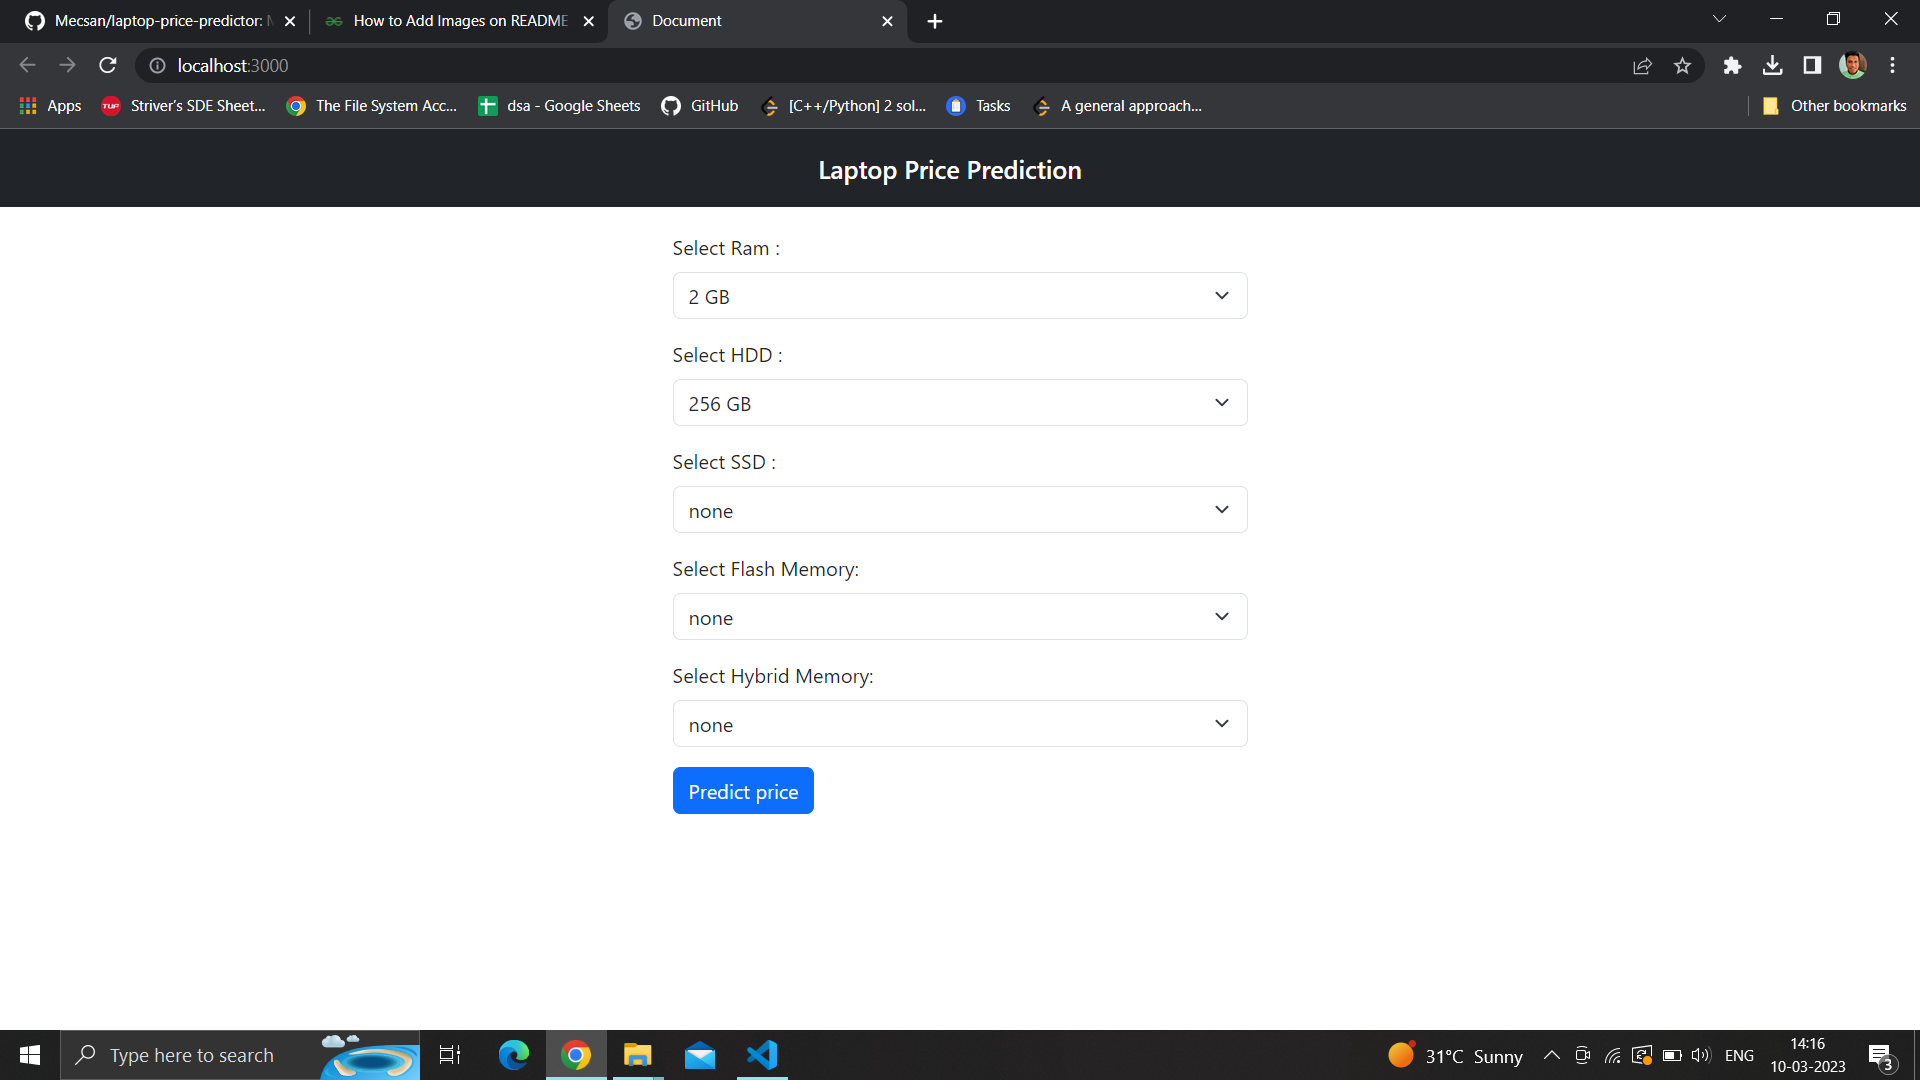 Mecsan/laptop-price-predictor:
How to Add Images on README
Document
localhost:3000
Apps
Striver's SDE Sheet...
The File System Acc...
dsa - Google Sheets
GitHub
[C++/Python] 2 sol...
Tasks
A general approach...
Other bookmarks
Laptop Price Prediction
Select Ram :
2 GB
Select HDD :
256 GB
Select SSD :
none
Select Flash Memory:
none
Select Hybrid Memory:
none
Predict price
Type here to search
31°C Sunny
ENG
14:16
10-03-2023
3